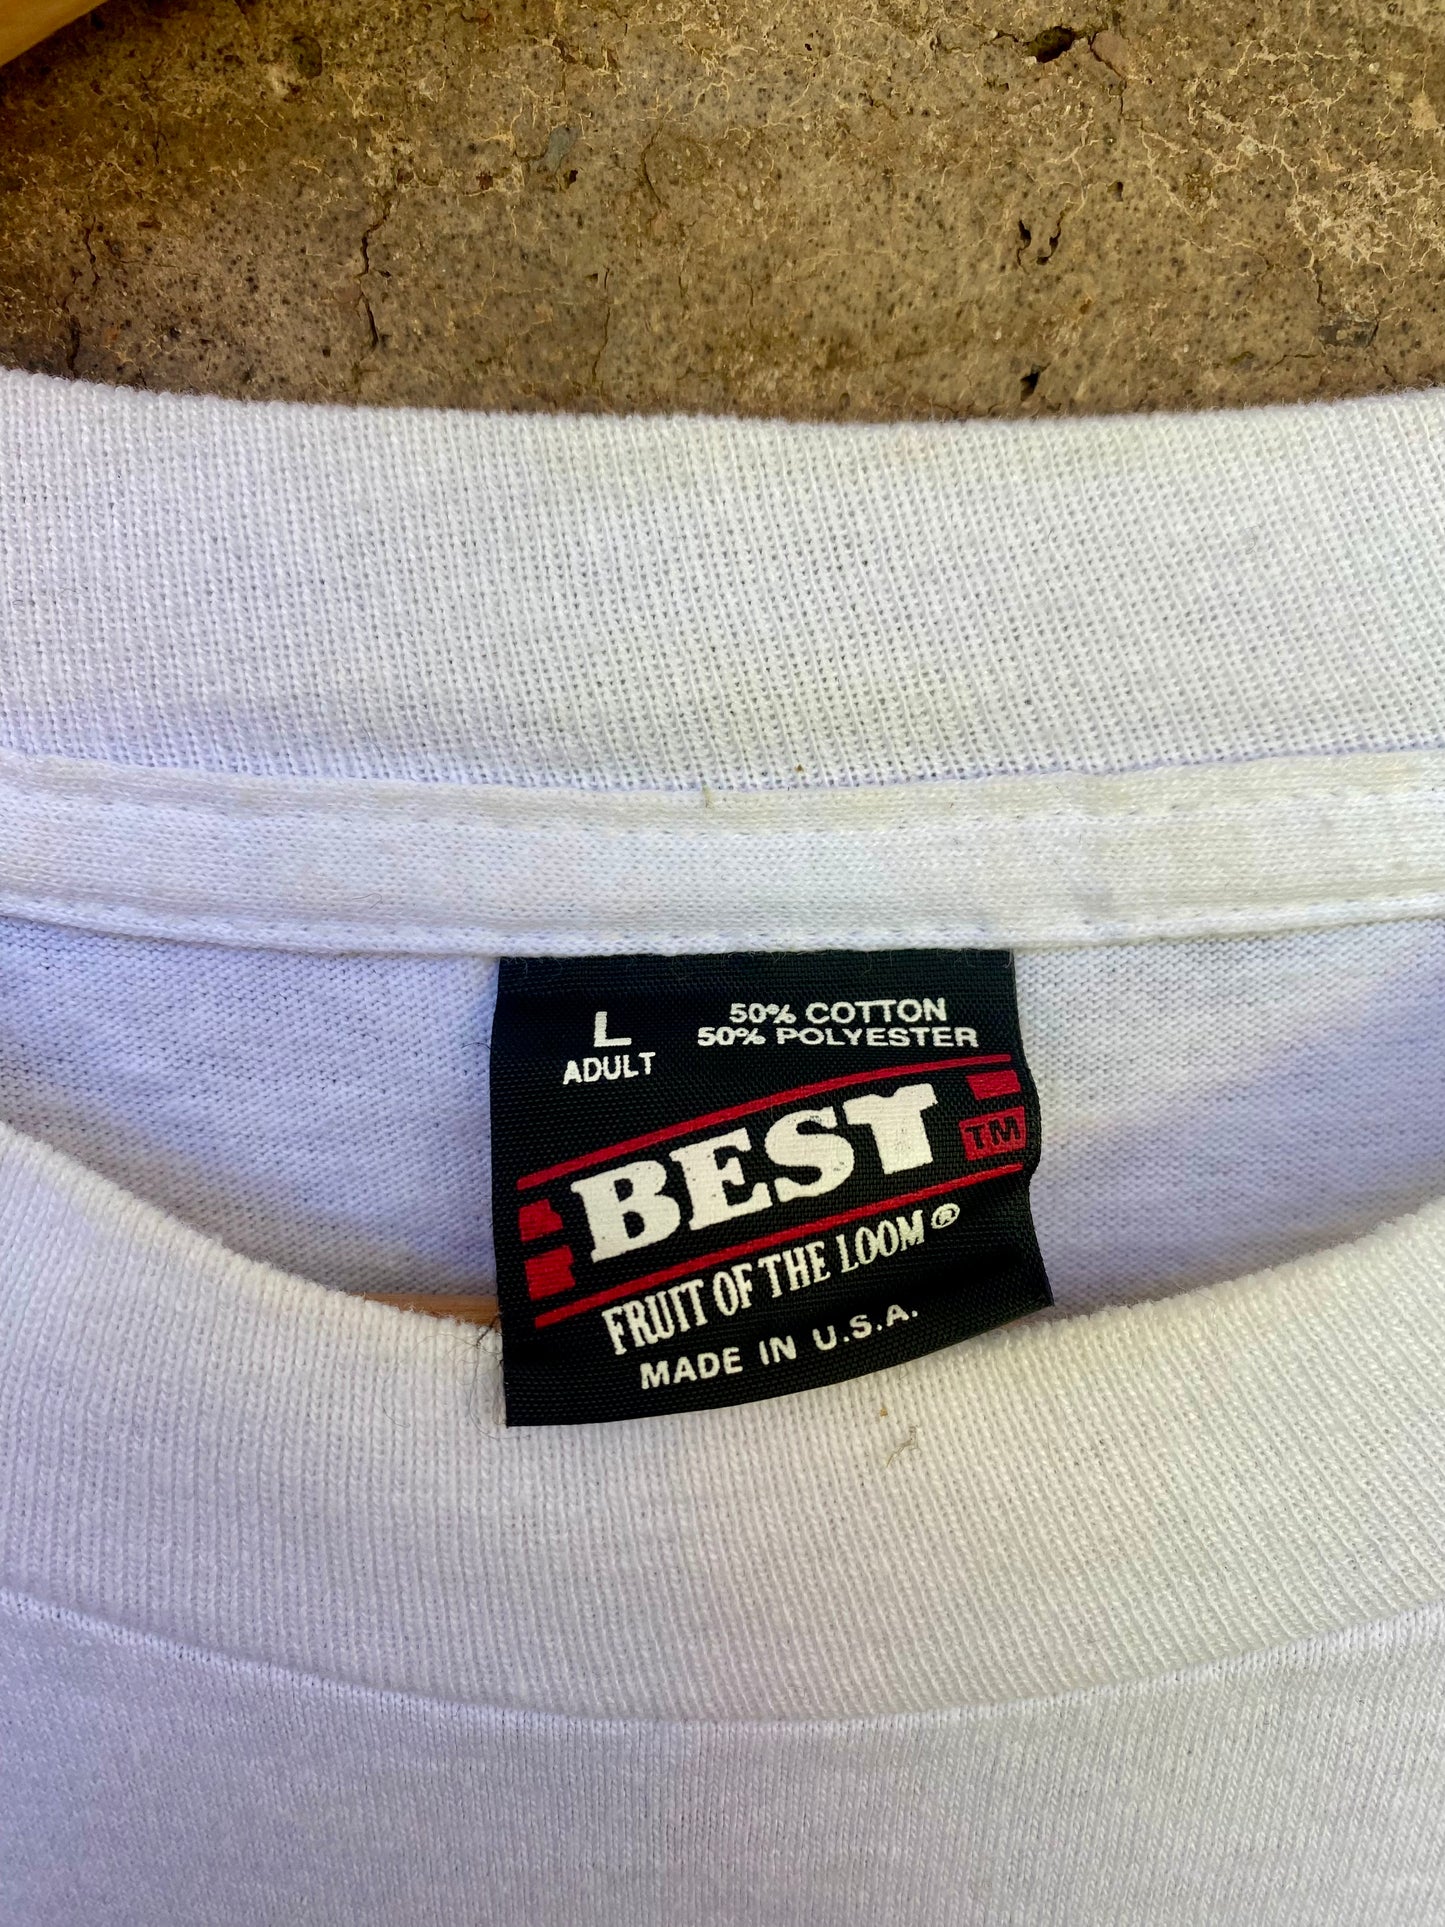 L
ADULT
50% COTTON
50% POLYESTER
BEST
TM
FRUIT OF THE LOOM®
MADE IN U.S.A.